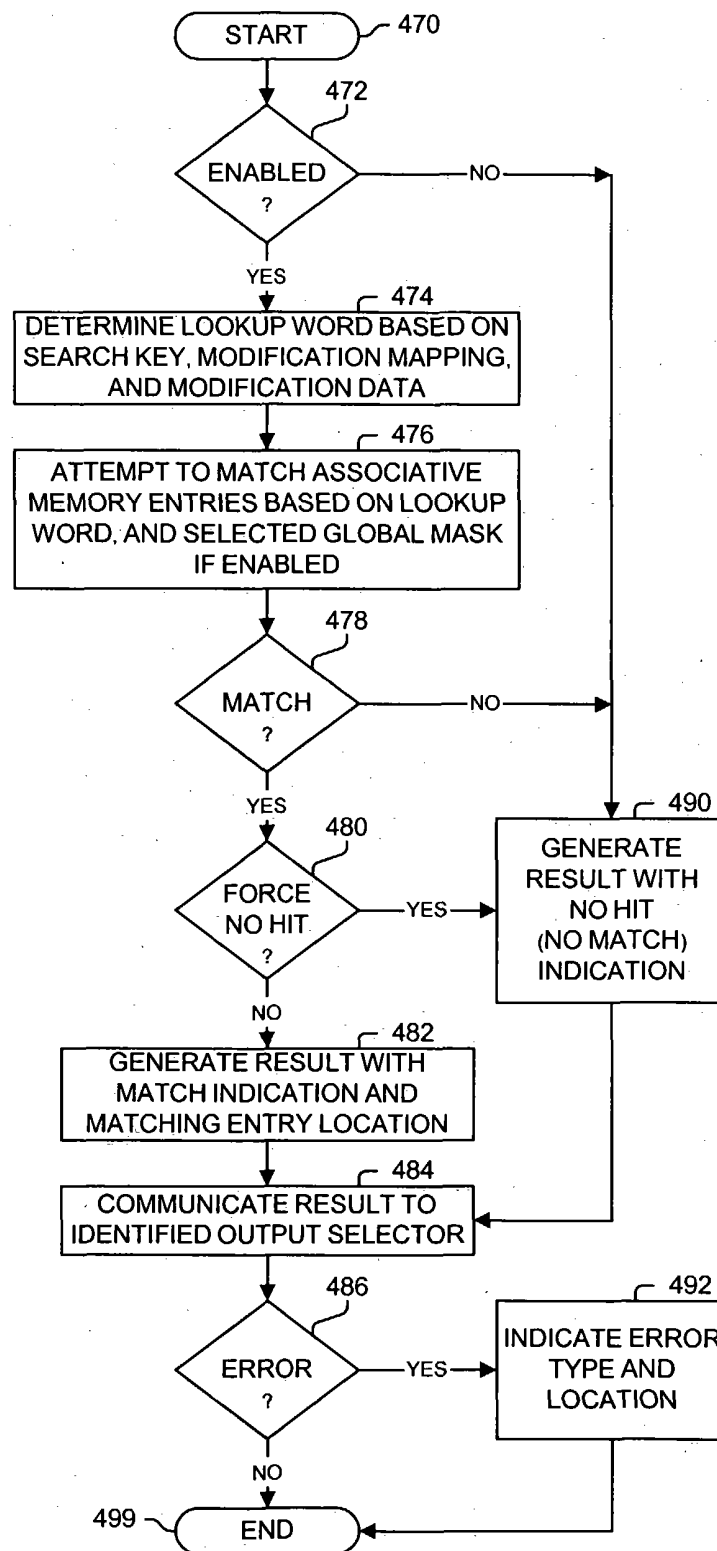 START
470
472
ENABLED
?
NO
YES
474
DETERMINE LOOKUP WORD BASED ON
SEARCH KEY, MODIFICATION MAPPING,
AND MODIFICATION DATA
476
ATTEMPT TO MATCH ASSOCIATIVE
MEMORY ENTRIES BASED ON LOOKUP
WORD, AND SELECTED GLOBAL MASK
IF ENABLED
478
MATCH
?
NO
YES
480
FORCE
NO HIT
?
YES
NO
490
GENERATE
RESULT WITH
NO HIT
(NO MATCH)
INDICATION
482
GENERATE RESULT WITH
MATCH INDICATION AND
MATCHING ENTRY LOCATION
484
COMMUNICATE RESULT TO
IDENTIFIED OUTPUT SELECTOR
486
ERROR
?
YES
NO
492
INDICATE ERROR
TYPE AND
LOCATION
499
END